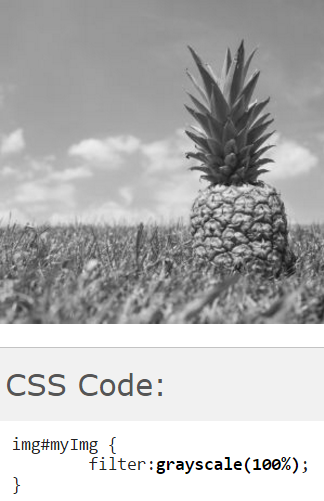 CSS Code:
img#myImg {
        filter:grayscale(100%);
}